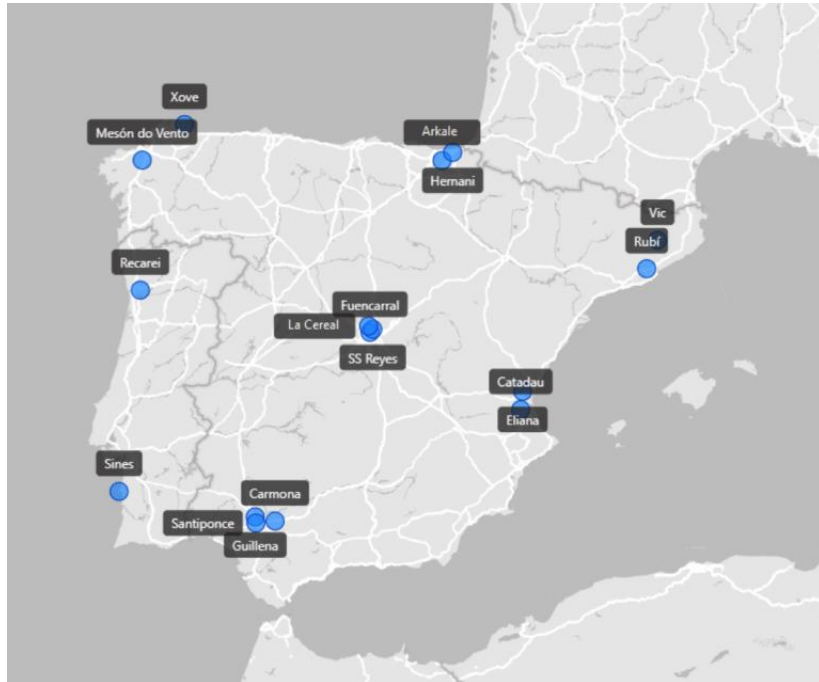 Xove
Mesón do Vento
Arkale
Hernani
Vic
Rubí
Recarei
Fuencarral
La Cereal
SS Reyes
Catadau
Eliana
Sines
Carmona
Santiponce
Guillena